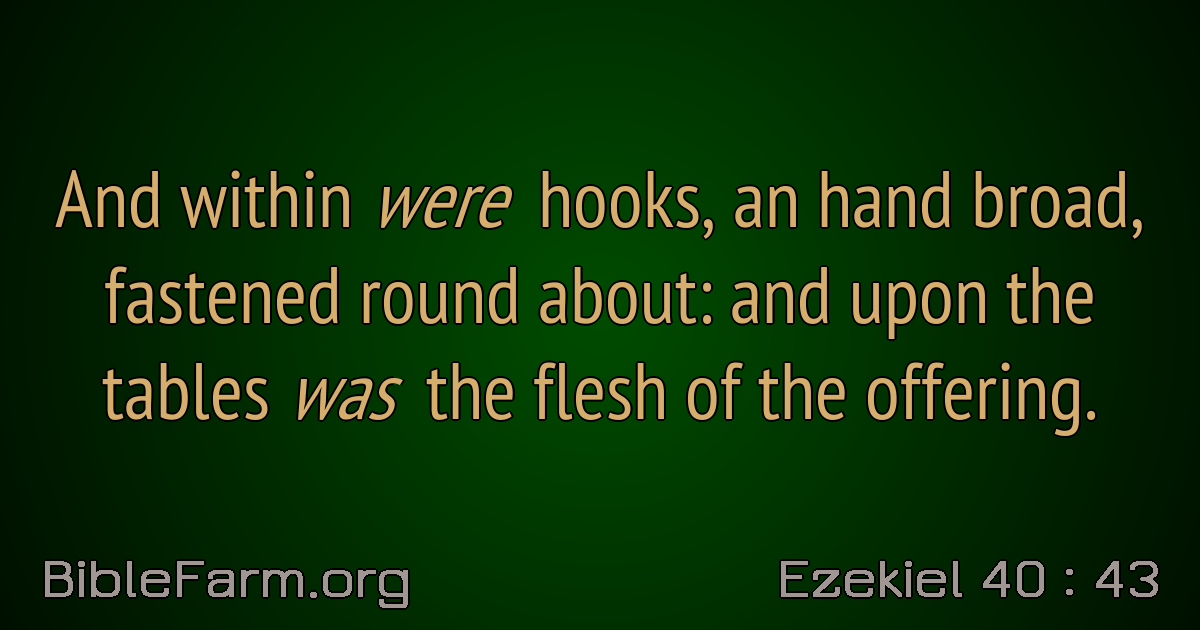 And within were hooks, an hand broad,
fastened round about: and upon the
tables was the flesh of the offering.
BibleFarm.org
Ezekiel 40 : 43